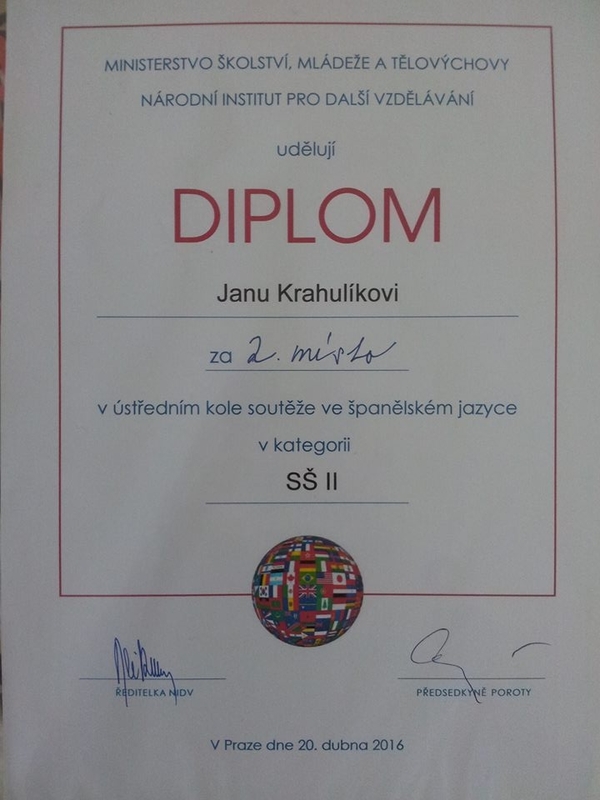 MINISTERSTVO ŠKOLSTVÍ, MLÁDEŽE A TĚLOVÝCHOVY
NÁRODNÍ INSTITUT PRO DALŠÍ VZDĚLÁVÁNÍ
udělují
DIPLOM
Janu Krahulíkovi
za 2. místo
v ústředním kole soutěže ve španělském jazyce
v kategorii
SŠ II
ŘEDITELKA NIDV
PŘEDSEDKYNĚ POROTY
V Praze dne 20. dubna 2016